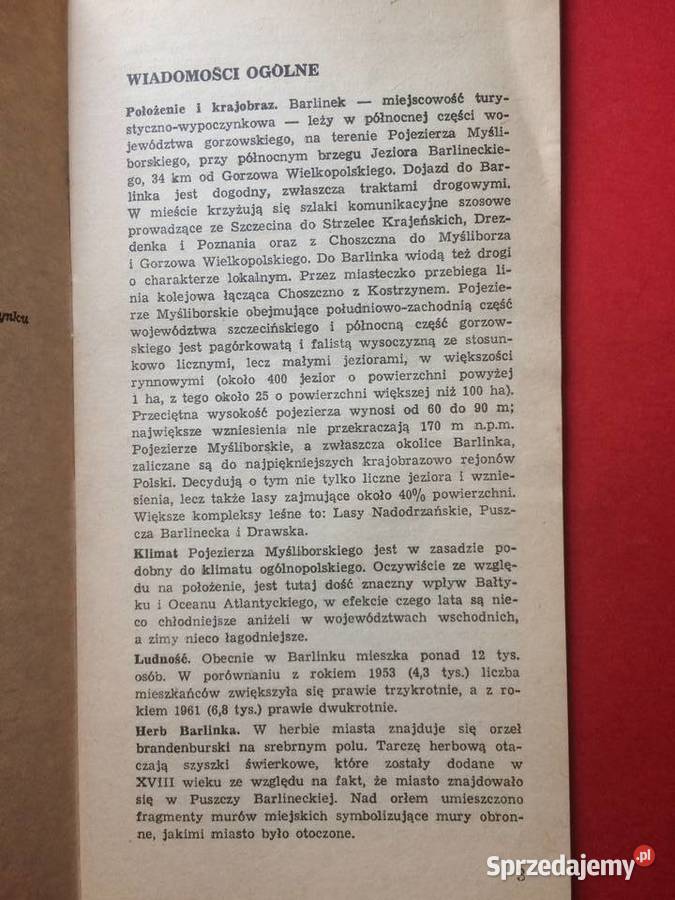 ynku
WIADOMOŚCI OGÓLNE
Położenie i krajobraz. Barlinek — miejscowość tury-
styczno-wypoczynkowa — leży w północnej części wo-
jewództwa gorzowskiego, na terenie Pojezierza Myśli-
borskiego, przy północnym brzegu Jeziora Barlineckie-
go, 34 km od Gorzowa Wielkopolskiego. Dojazd do Bar-
linka jest dogodny, zwłaszcza traktami drogowymi.
W mieście krzyżują się szlaki komunikacyjne szosowe
prowadzące ze Szczecina do Strzelec Krajeńskich, Drez-
denka i Poznania oraz z Choszczna do Myśliborza
i Gorzowa Wielkopolskiego. Do Barlinka wiodą też drogi
o charakterze lokalnym. Przez miasteczko przebiega li-
nia kolejowa łącząca Choszczno z Kostrzynem. Pojezie-
rze Myśliborskie obejmujące południowo-zachodnią część
województwa szczecińskiego i północną część gorzow-
skiego jest pagórkowatą i falistą wysoczyzną ze stosun-
kowo licznymi, lecz małymi jeziorami, w większości
rynnowymi (około 400 jezior o powierzchni powyżej
1 ha, z tego około 25 o powierzchni większej niż 100 ha).
Przeciętna wysokość pojezierza wynosi od 60 do 90 m;
największe wzniesienia nie przekraczają 170 m n.p.m.
Pojezierze Myśliborskie, a zwłaszcza okolice Barlinka,
zaliczane są do najpiękniejszych krajobrazowo rejonów
Polski. Decydują o tym nie tylko liczne jeziora i wznie-
sienia, lecz także lasy zajmujące około 40% powierzchni.
Większe kompleksy leśne to: Lasy Nadodrzańskie, Pusz-
cza Barlinecka i Drawska.
Klimat Pojezierza Myśliborskiego jest w zasadzie po-
dobny do klimatu ogólnopolskiego. Oczywiście ze wzglę-
du na położenie, jest tutaj dość znaczny wpływ Bałty-
ku i Oceanu Atlantyckiego, w efekcie czego lata są nie-
co chłodniejsze aniżeli w województwach wschodnich,
a zimy nieco łagodniejsze.
Ludność. Obecnie w Barlinku mieszka ponad 12 tys.
osób. W porównaniu z rokiem 1953 (4,3 tys.) liczba
mieszkańców zwiększyła się prawie trzykrotnie, a z ro-
kiem 1961 (6,8 tys.) prawie dwukrotnie.
Herb Barlinka. W herbie miasta znajduje się orzeł
brandenburski na srebrnym polu. Tarczę herbową ota-
czają szyszki świerkowe, które zostały dodane w
XVIII wieku ze względu na fakt, że miasto znajdowało
się w Puszczy Barlineckiej. Nad orłem umieszczono
fragmenty murów miejskich symbolizujące mury obron-
ne, jakimi miasto było otoczone.
Sprzedajemy.pl